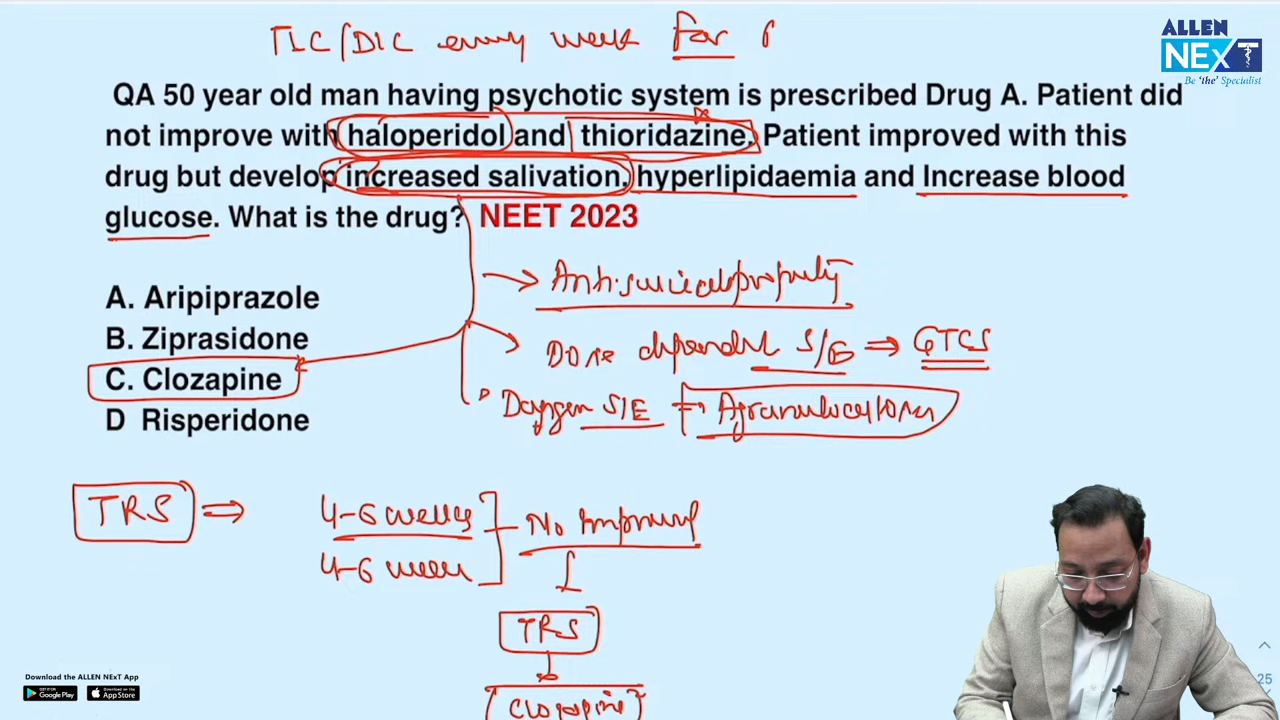 TLC/DLC every week for 6
ALLEN
NEXT
Be 'the' Specialist
QA 50 year old man having psychotic system is prescribed Drug A. Patient did
not improve with haloperidol and thioridazine. Patient improved with this
drug but develop increased salivation, hyperlipidaemia and Increase blood
glucose. What is the drug? NEET 2023
→ Anti-suicidal property
A. Aripiprazole
B. Ziprasidone
→ Dose dependent S/E ⇒ GTCS
C. Clozapine
S/E → Agranulocytosis
D Risperidone
TRS ⇒ 4-6 weeks
No improv
4-6 week
TRS
Clozapine
Download the ALLEN NExT App
GET IT ON
Google Play
Download on the
App Store
25